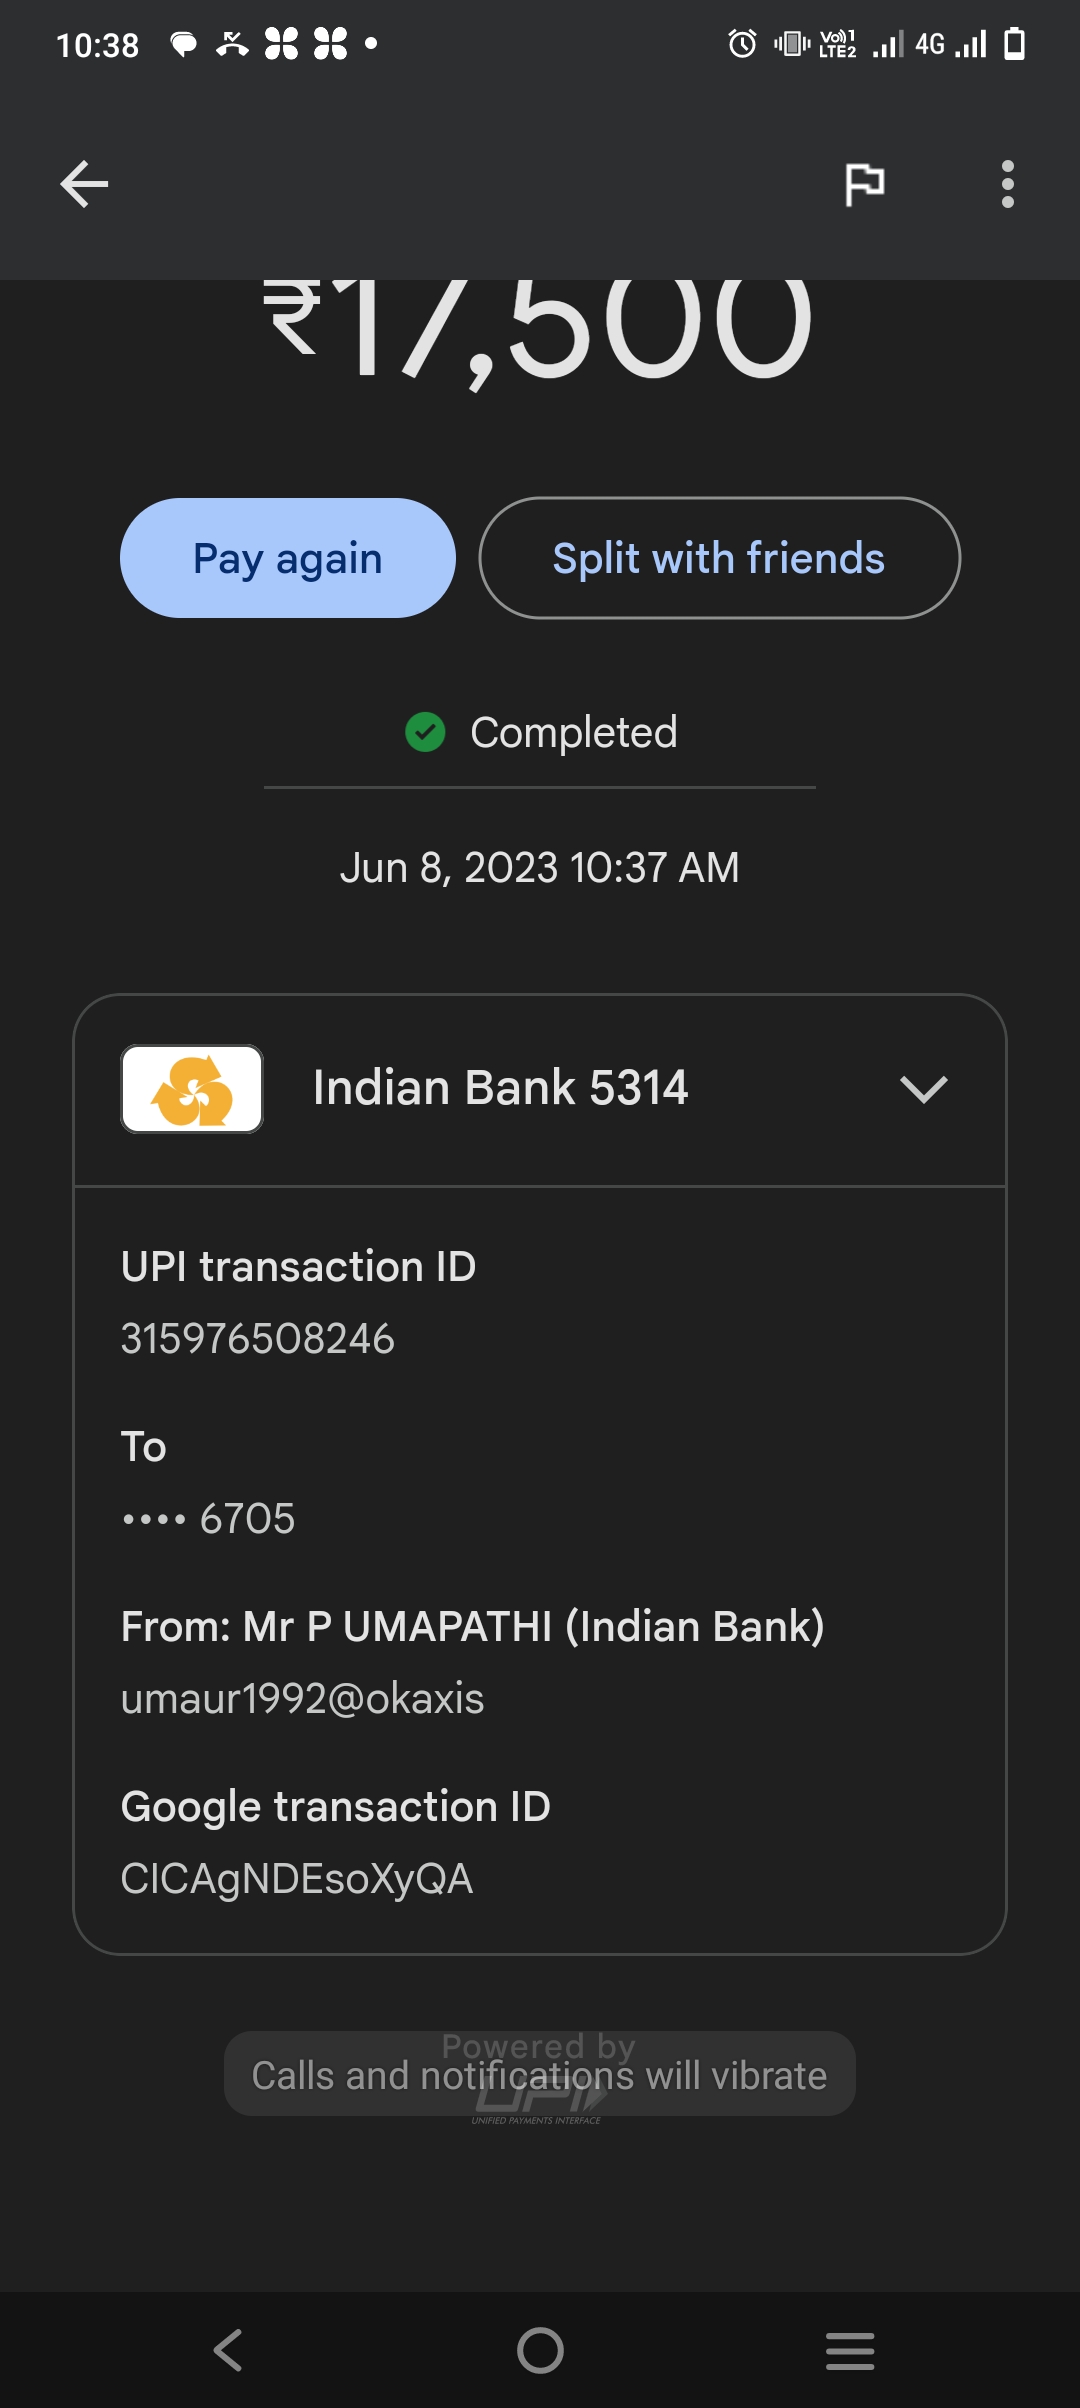 10:38
Vo))1
LTE2
4G
₹17,500
Pay again
Split with friends
Completed
Jun 8, 2023 10:37 AM
Indian Bank 5314
UPI transaction ID
315976508246
To
•••• 6705
From: Mr P UMAPATHI (Indian Bank)
umaur1992@okaxis
Google transaction ID
CICAgNDEsoXyQA
Powered by
Calls and notifications will vibrate
UPI
UNIFIED PAYMENTS INTERFACE